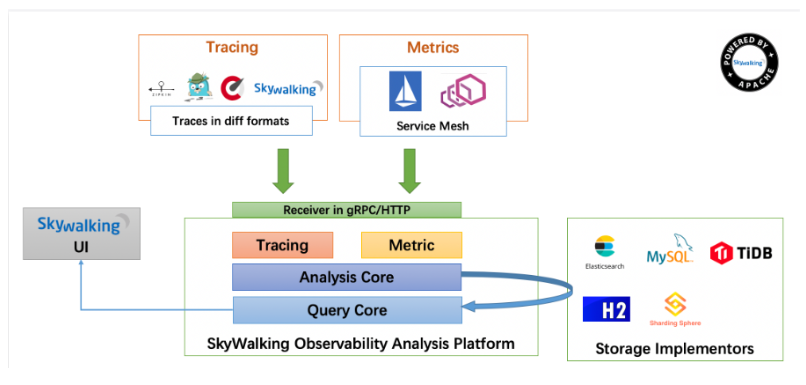 Tracing
Metrics
POWERED BY
Skywalking
APACHE
ZIPKIN
Skywalking
Traces in diff formats
Service Mesh
Receiver in gRPC/HTTP
Skywalking
UI
Tracing
Metric
Analysis Core
Query Core
SkyWalking Observability Analysis Platform
Elasticsearch
MySQL
TiDB
H2
Sharding Sphere
Storage Implementors